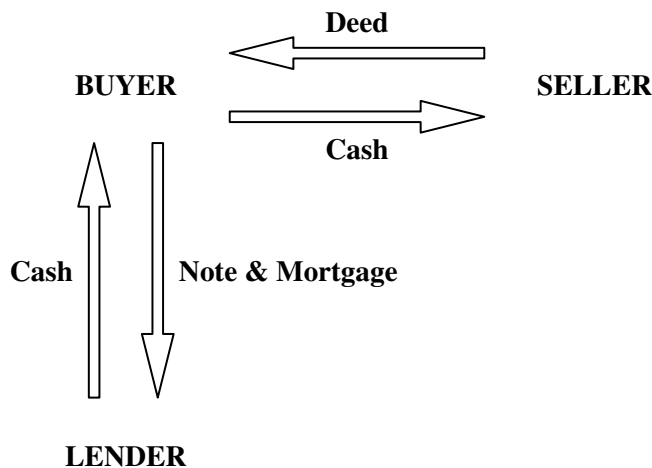 Deed
BUYER SELLER
Cash
Cash Note & Mortgage
LENDER